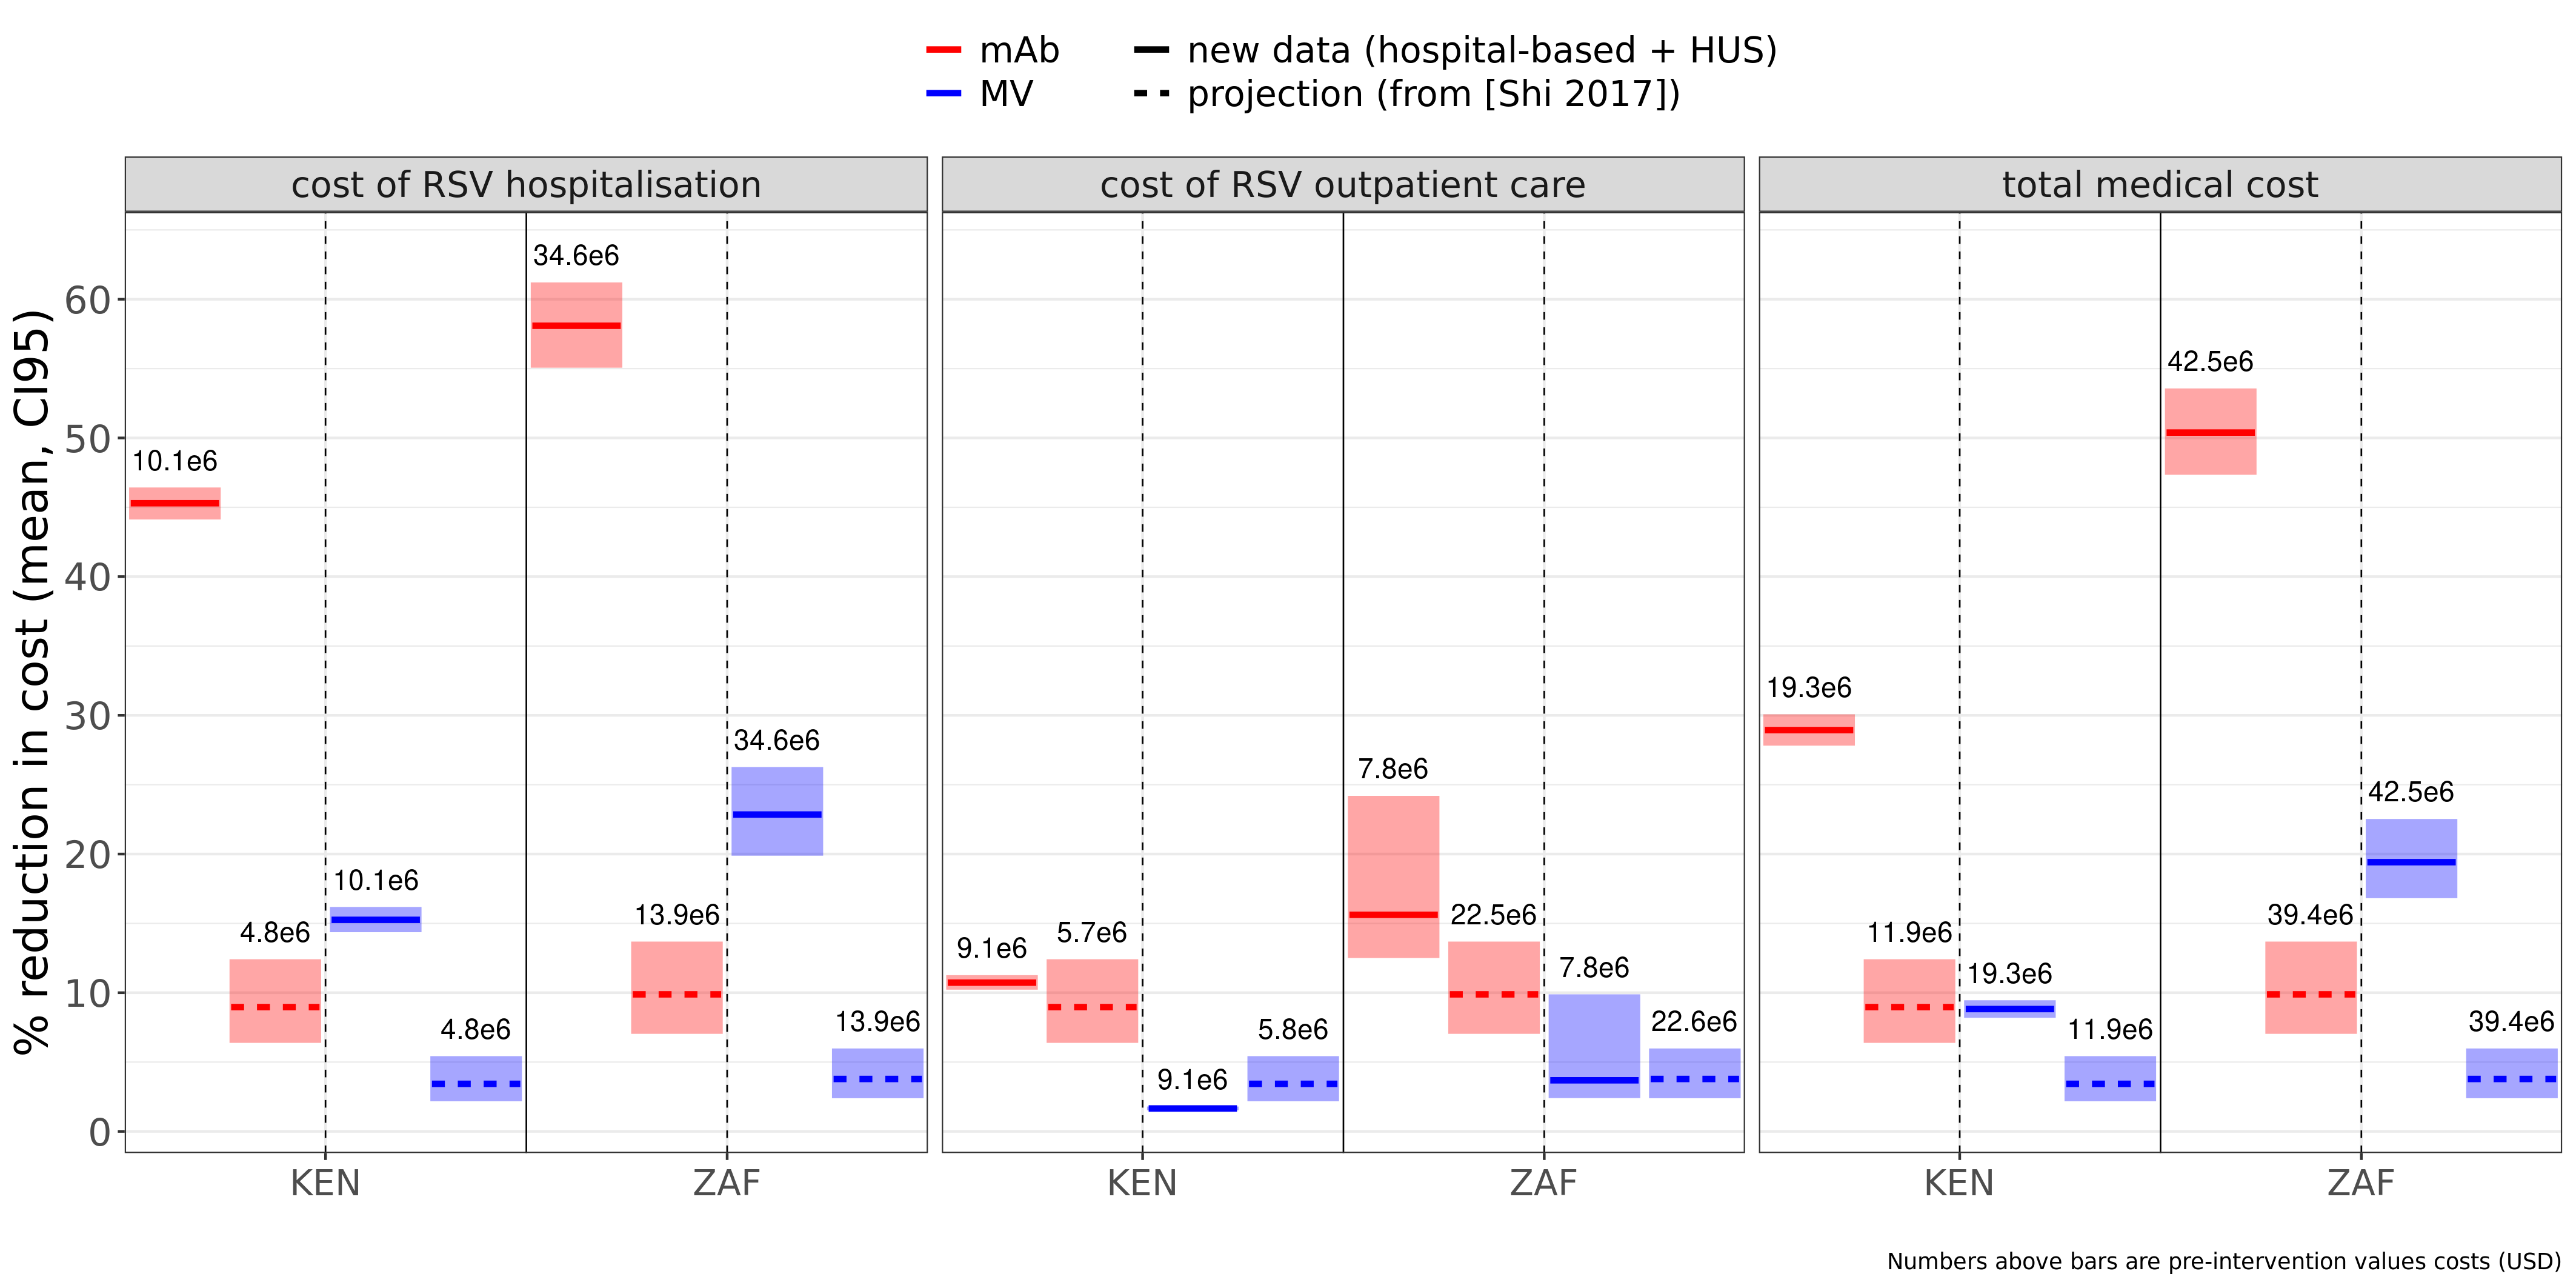 mAb
MV
new data (hospital-based + HUS)
projection (from [Shi 2017])
cost of RSV hospitalisation
cost of RSV outpatient care
total medical cost
% reduction in cost (mean, CI95)
60
50
40
30
20
10
0
10.1e6
4.8e6
10.1e6
4.8e6
34.6e6
13.9e6
34.6e6
13.9e6
9.1e6
5.7e6
9.1e6
5.8e6
7.8e6
22.5e6
7.8e6
22.6e6
19.3e6
11.9e6
19.3e6
11.9e6
42.5e6
39.4e6
42.5e6
39.4e6
KEN
ZAF
KEN
ZAF
KEN
ZAF
Numbers above bars are pre-intervention values costs (USD)